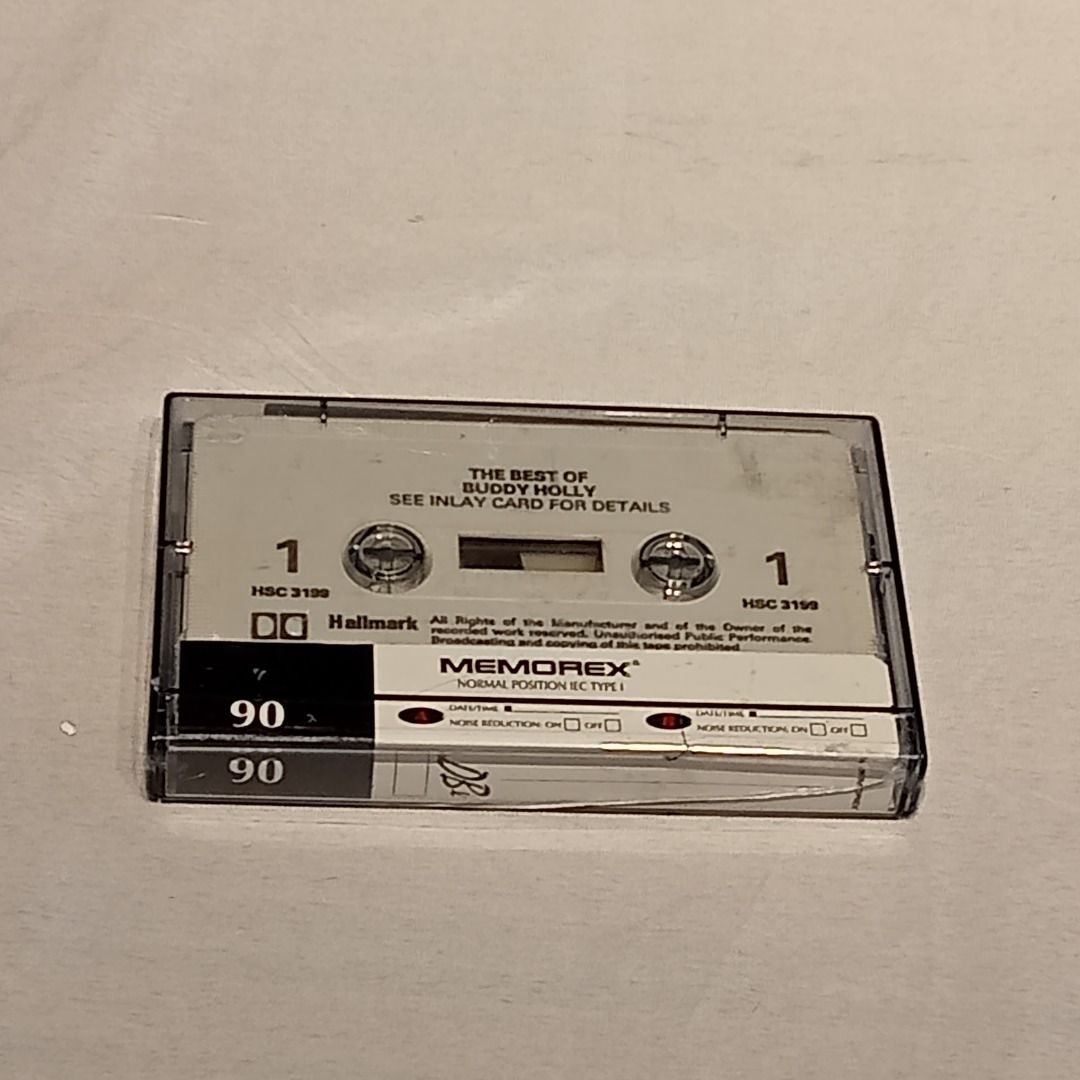 THE BEST OF
BUDDY HOLLY
SEE INLAY CARD FOR DETAILS
1
1
HSC 3199
HSC 3199
Hallmark
All Rights of the Manufacturer and of the Owner of the
recorded work reserved. Unauthorised Public Performance.
Broadcasting and copying of this tape prohibited
MEMOREX
NORMAL POSITION IEC TYPE I
90
A DATE/TIME
NOISE REDUCTION: ON OFF
B DATE/TIME
NOISE REDUCTION: ON OFF
90